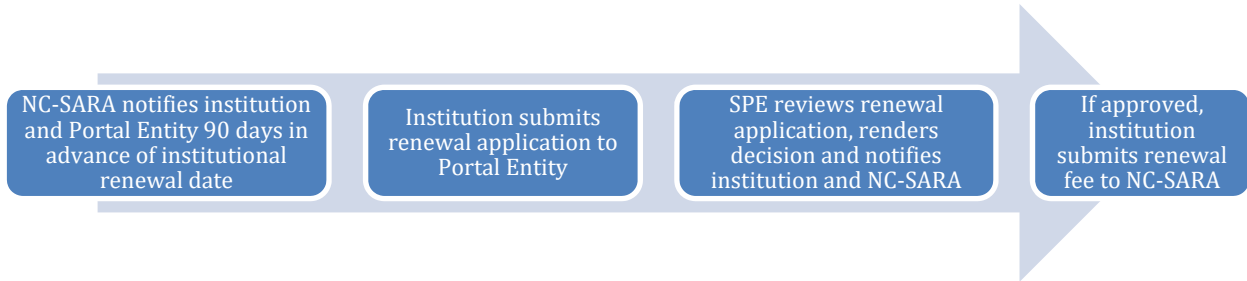 NC-SARA notifies institution
and Portal Entity 90 days in
advance of institutional
renewal date
Institution submits
renewal application to
Portal Entity
SPE reviews renewal
application, renders
decision and notifies
institution and NC-SARA
If approved,
institution
submits renewal
fee to NC-SARA